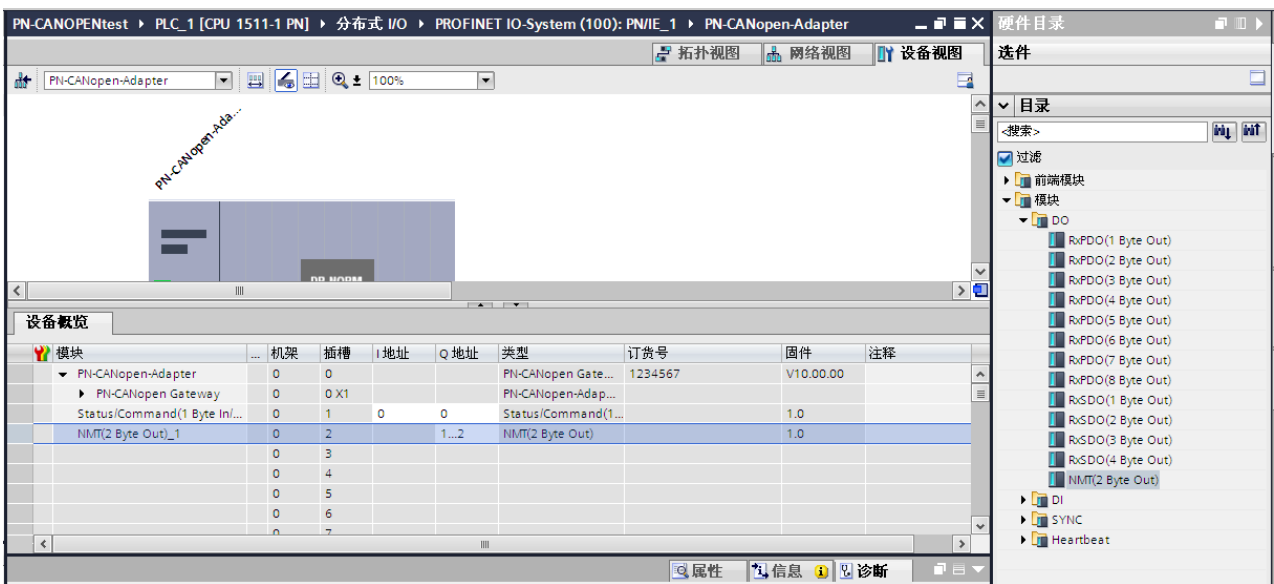 PN-CANOPENtest ▸ PLC_1 [CPU 1511-1 PN] ▸ 分布式 I/O ▸ PROFINET IO-System (100): PN/IE_1 ▸ PN-CANopen-Adapter
拓扑视图 网络视图 设备视图
PN-CANopen-Adapter 100%
PN-CANopen-Ada...
DP-NORM
设备概览
模块 ... 机架 插槽 I 地址 Q 地址 类型 订货号 固件 注释
PN-CANopen-Adapter 0 0 PN-CANopen Gate... 1234567 V10.00.00
PN-CANopen Gateway 0 0 X1 PN-CANopen-Adap...
Status/Command(1 Byte In/... 0 1 0 0 Status/Command(1... 1.0
NMT(2 Byte Out)_1 0 2 1...2 NMT(2 Byte Out) 1.0
0 3
0 4
0 5
0 6
0 7
属性 信息 诊断
硬件目录
选件
目录
<搜索>
过滤
前端模块
模块
DO
RxPDO(1 Byte Out)
RxPDO(2 Byte Out)
RxPDO(3 Byte Out)
RxPDO(4 Byte Out)
RxPDO(5 Byte Out)
RxPDO(6 Byte Out)
RxPDO(7 Byte Out)
RxPDO(8 Byte Out)
RxSDO(1 Byte Out)
RxSDO(2 Byte Out)
RxSDO(3 Byte Out)
RxSDO(4 Byte Out)
NMT(2 Byte Out)
DI
SYNC
Heartbeat